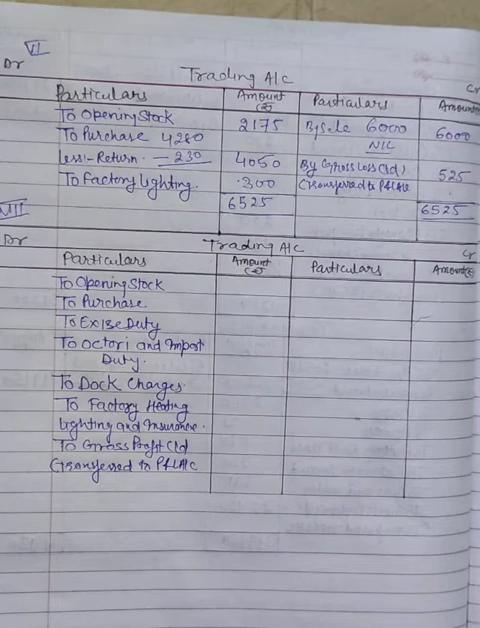 VII
Dr Trading A/c Cr
Particulars Amount (₹) Particulars Amount
To Opening Stock 2175 By Sale 6000 6000
To Purchase 4280 NIL
Less:- Return. — 230 4050 By Gross Loss C/d) 525
To Factory Lighting. 300 (Transferred to P&L A/c
6525 6525
VIII
Dr Trading A/c Cr
Particulars Amount (₹) Particulars Amount(₹)
To Opening Stock
To Purchase
To Exise Duty
To Octori and Import
Duty.
To Dock Charges.
To Factory Heating
Lighting and Insurance.
To Gross Profit C/d
(Transferred to P&L A/c